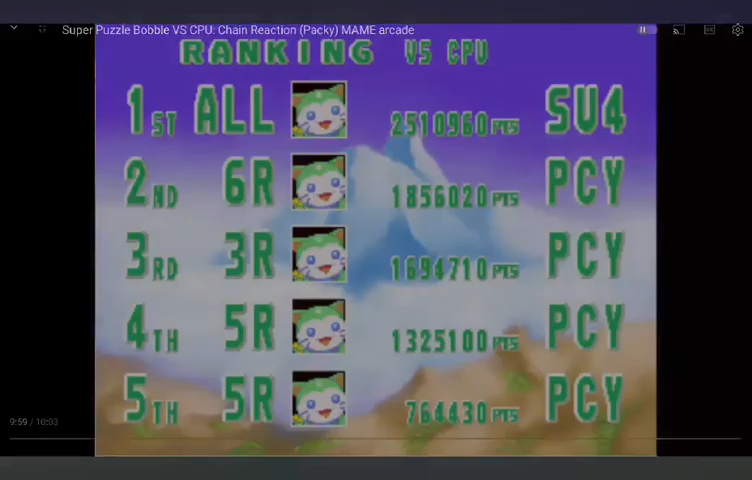 Super Puzzle Bobble VS CPU: Chain Reaction (Packy) MAME arcade
RANKING VS CPU
1ST ALL 2510960PTS SU4
2ND 6R 1856020PTS PCY
3RD 3R 1694710PTS PCY
4TH 5R 1325100PTS PCY
5TH 5R 764430PTS PCY
9:59 / 10:03